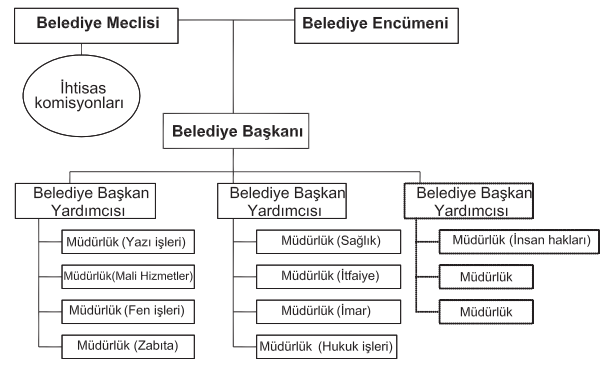 Belediye Meclisi
Belediye Encümeni
İhtisas
komisyonları
Belediye Başkanı
Belediye Başkan
Yardımcısı
Belediye Başkan
Yardımcısı
Belediye Başkan
Yardımcısı
Müdürlük (Yazı işleri)
Müdürlük(Mali Hizmetler)
Müdürlük (Fen işleri)
Müdürlük (Zabıta)
Müdürlük (Sağlık)
Müdürlük (İtfaiye)
Müdürlük (İmar)
Müdürlük (Hukuk işleri)
Müdürlük (İnsan hakları)
Müdürlük
Müdürlük